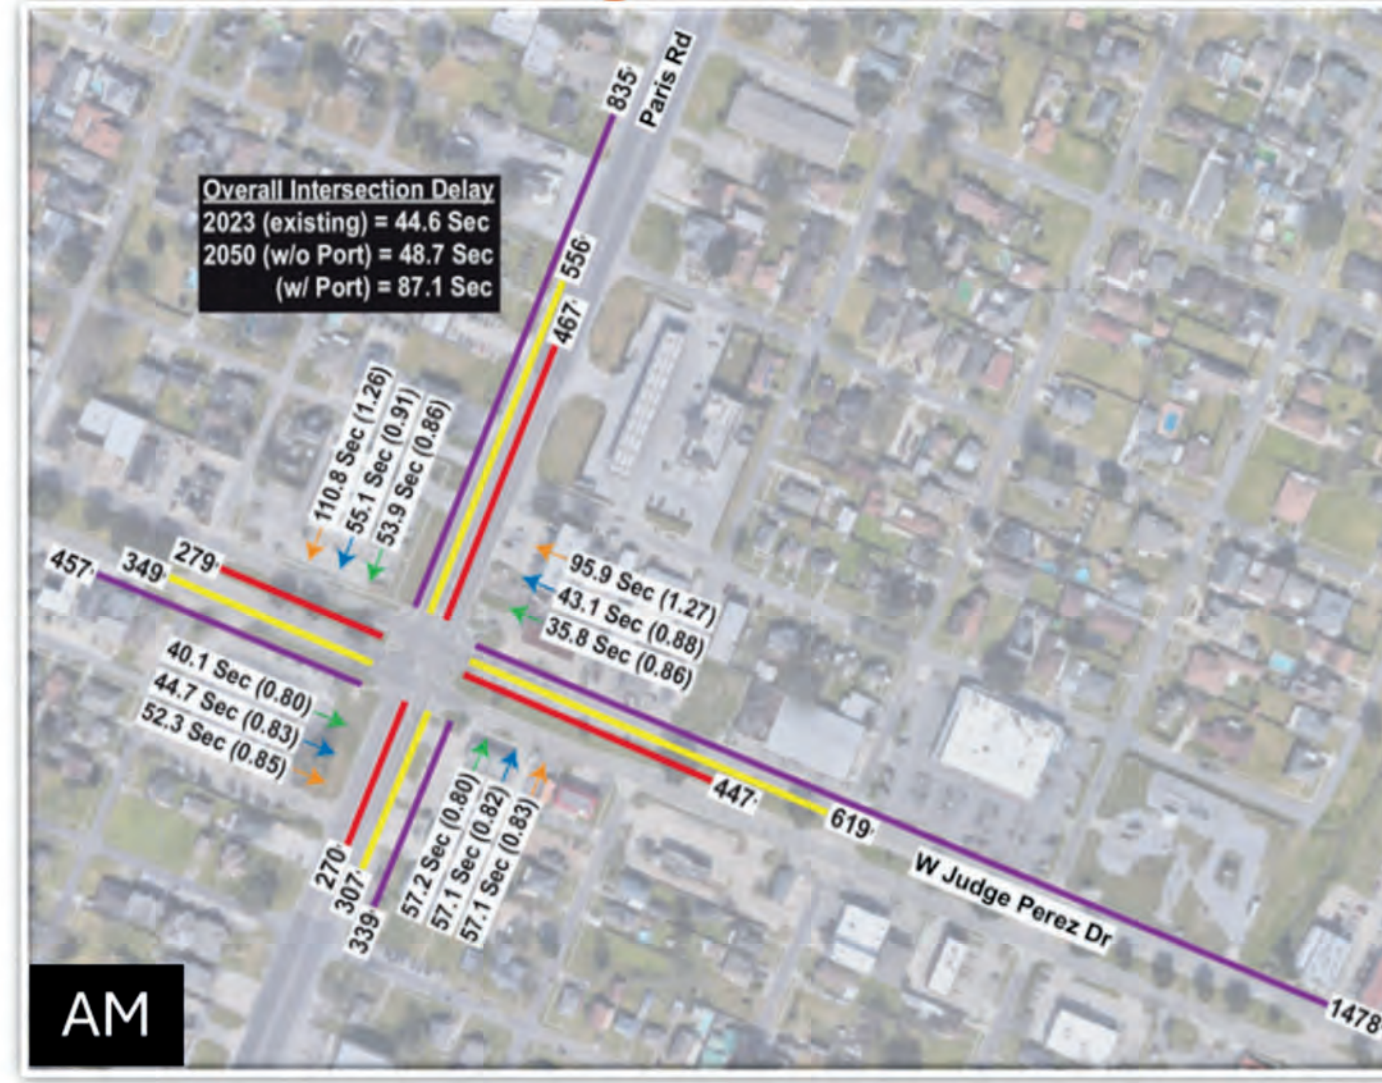 835'
Paris Rd
Overall Intersection Delay
2023 (existing) = 44.6 Sec
2050 (w/o Port) = 48.7 Sec
(w/ Port) = 87.1 Sec
556'
467'
110.8 Sec (1.26)
55.1 Sec (0.91)
53.9 Sec (0.86)
457'
349'
279'
95.9 Sec (1.27)
43.1 Sec (0.88)
35.8 Sec (0.86)
40.1 Sec (0.80)
44.7 Sec (0.83)
52.3 Sec (0.85)
447'
619'
270'
307'
339'
57.2 Sec (0.80)
57.1 Sec (0.82)
57.1 Sec (0.83)
W Judge Perez Dr
1478'
AM